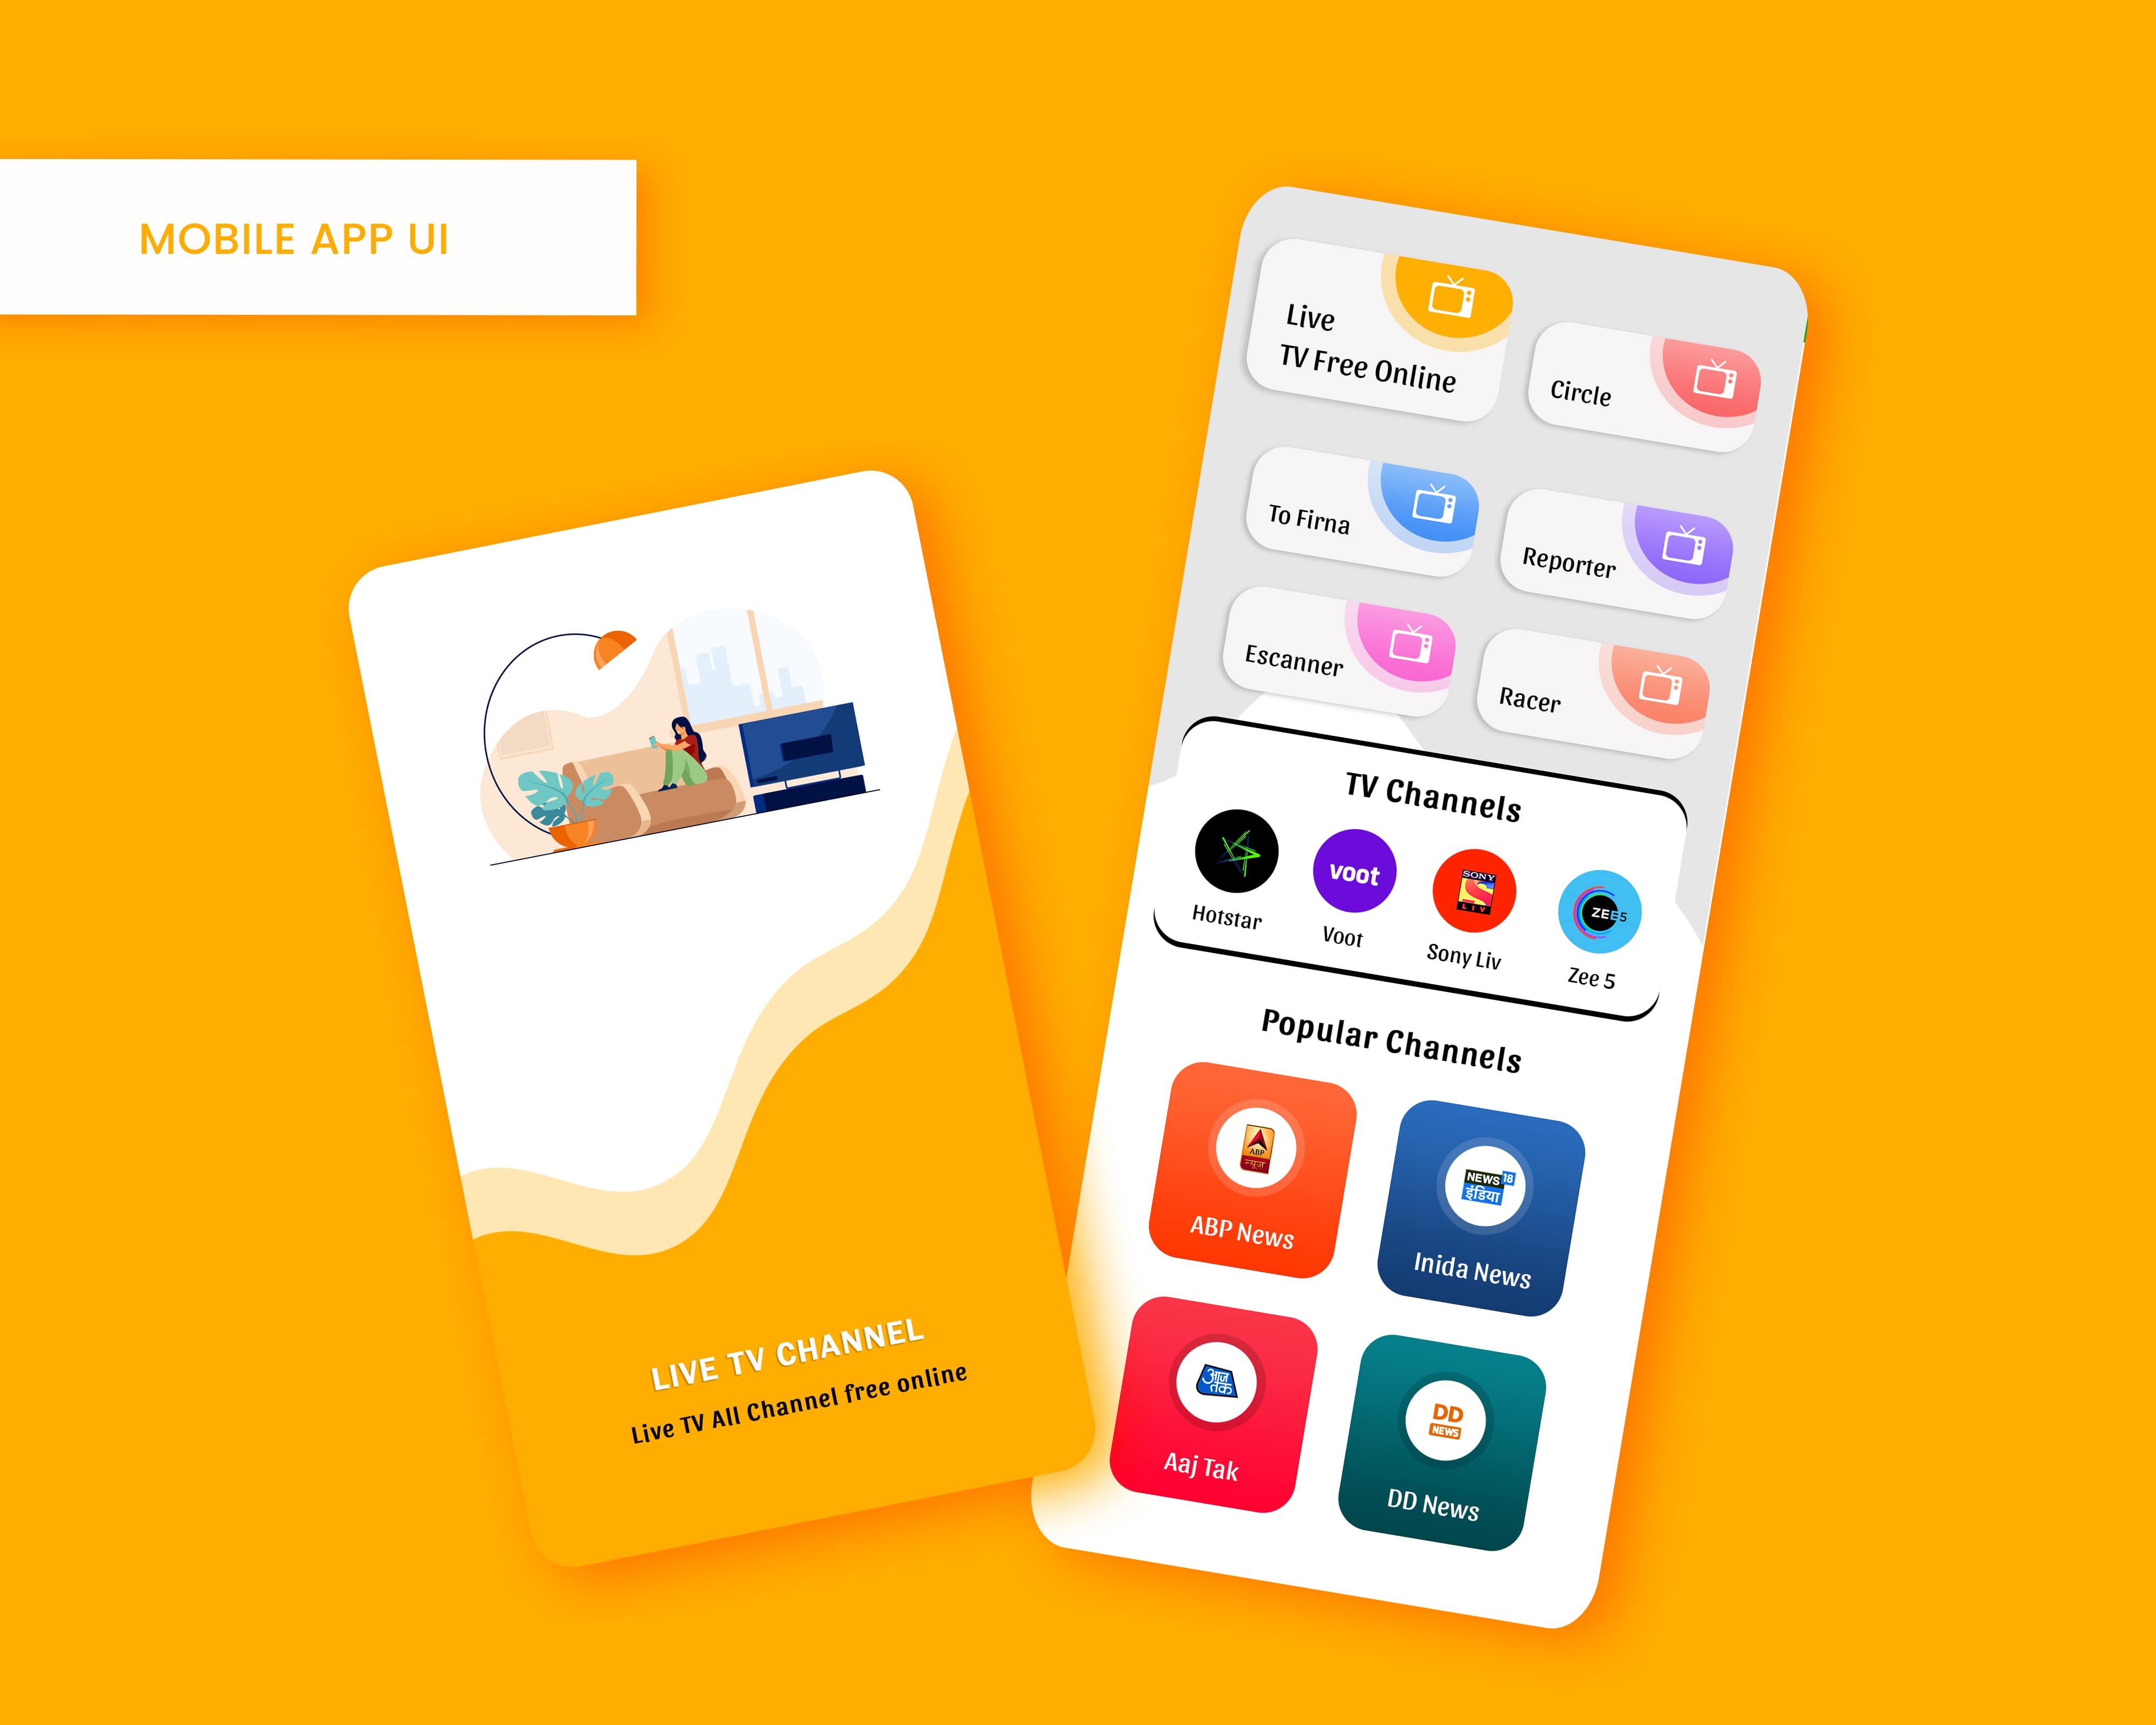 MOBILE APP UI
LIVE TV CHANNEL
Live TV All Channel free online
Live
TV Free Online
Circle
To Firna
Reporter
Escanner
Racer
TV Channels
voot
SONY
LIV
ZEE5
Hotstar
Voot
Sony Liv
Zee 5
Popular Channels
ABP
न्यूज़
ABP News
NEWS 18
इंडिया
Inida News
आज
तक
Aaj Tak
DD
NEWS
DD News